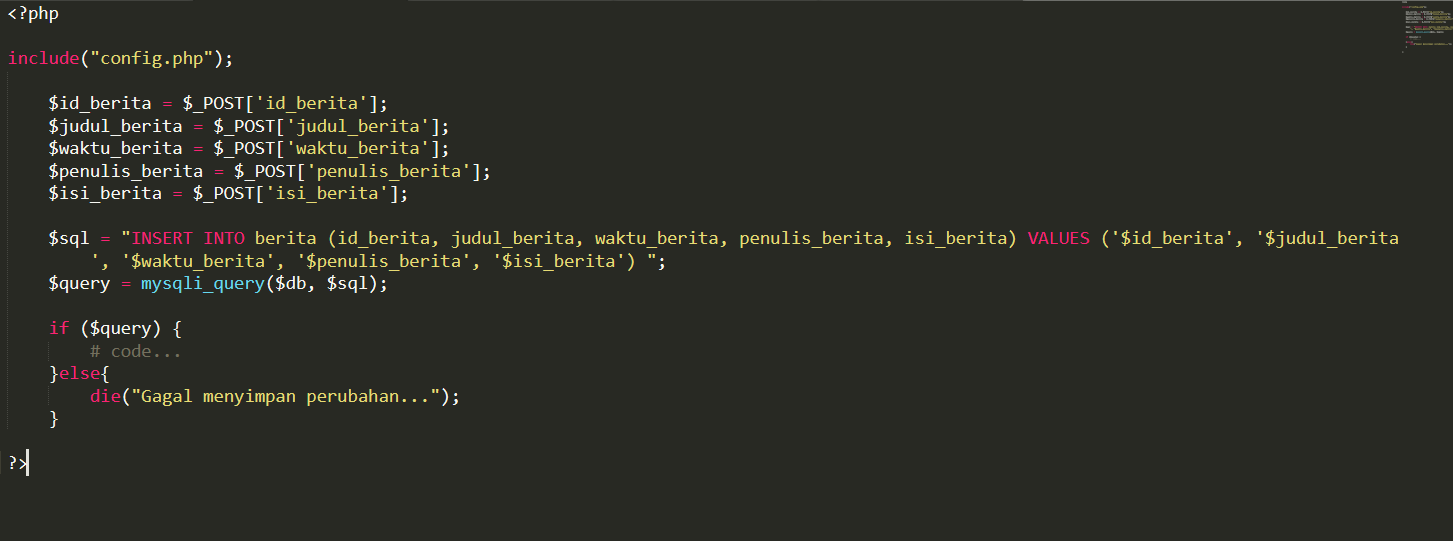 <?php
include("config.php");
$id_berita = $_POST['id_berita'];
$judul_berita = $_POST['judul_berita'];
$waktu_berita = $_POST['waktu_berita'];
$penulis_berita = $_POST['penulis_berita'];
$isi_berita = $_POST['isi_berita'];
$sql = "INSERT INTO berita (id_berita, judul_berita, waktu_berita, penulis_berita, isi_berita) VALUES ('$id_berita', '$judul_berita
', '$waktu_berita', '$penulis_berita', '$isi_berita') ";
$query = mysqli_query($db, $sql);
if ($query) {
# code...
}else{
die("Gagal menyimpan perubahan...");
}
?>